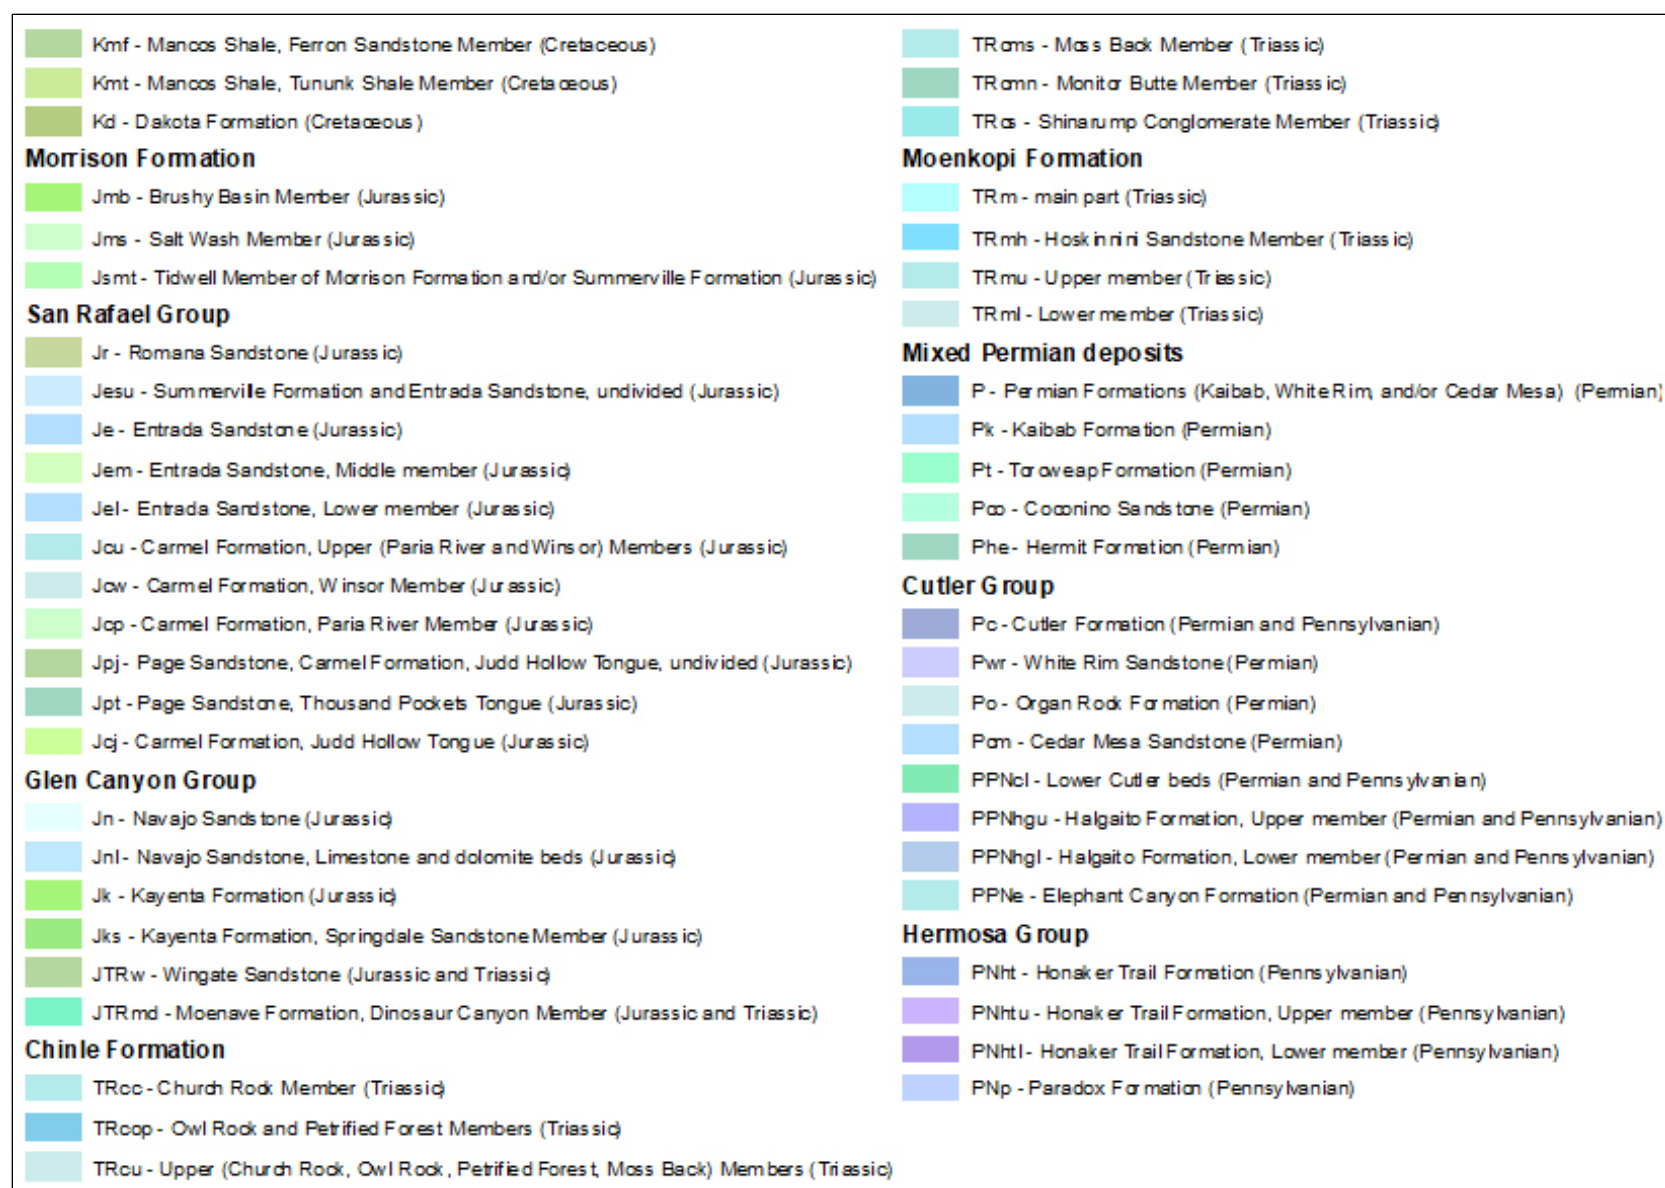 Kmf - Mancos Shale, Ferron Sandstone Member (Cretaceous)
Kmt - Mancos Shale, Tununk Shale Member (Cretaceous)
Kd - Dakota Formation (Cretaceous)
Morrison Formation
Jmb - Brushy Basin Member (Jurassic)
Jms - Salt Wash Member (Jurassic)
Jsmt - Tidwell Member of Morrison Formation and/or Summerville Formation (Jurassic)
San Rafael Group
Jr - Romana Sandstone (Jurassic)
Jesu - Summerville Formation and Entrada Sandstone, undivided (Jurassic)
Je - Entrada Sandstone (Jurassic)
Jem - Entrada Sandstone, Middle member (Jurassic)
Jel - Entrada Sandstone, Lower member (Jurassic)
Jcu - Carmel Formation, Upper (Paria River and Winsor) Members (Jurassic)
Jcw - Carmel Formation, Winsor Member (Jurassic)
Jcp - Carmel Formation, Paria River Member (Jurassic)
Jpj - Page Sandstone, Carmel Formation, Judd Hollow Tongue, undivided (Jurassic)
Jpt - Page Sandstone, Thousand Pockets Tongue (Jurassic)
Jcj - Carmel Formation, Judd Hollow Tongue (Jurassic)
Glen Canyon Group
Jn - Navajo Sandstone (Jurassic)
Jnl - Navajo Sandstone, Limestone and dolomite beds (Jurassic)
Jk - Kayenta Formation (Jurassic)
Jks - Kayenta Formation, Springdale Sandstone Member (Jurassic)
JTRw - Wingate Sandstone (Jurassic and Triassic)
JTRmd - Moenave Formation, Dinosaur Canyon Member (Jurassic and Triassic)
Chinle Formation
TRcc - Church Rock Member (Triassic)
TRcop - Owl Rock and Petrified Forest Members (Triassic)
TRcu - Upper (Church Rock, Owl Rock, Petrified Forest, Moss Back) Members (Triassic)
TRcms - Moss Back Member (Triassic)
TRcmn - Monitor Butte Member (Triassic)
TRcs - Shinarump Conglomerate Member (Triassic)
Moenkopi Formation
TRm - main part (Triassic)
TRmh - Hoskinnini Sandstone Member (Triassic)
TRmu - Upper member (Triassic)
TRml - Lower member (Triassic)
Mixed Permian deposits
P - Permian Formations (Kaibab, White Rim, and/or Cedar Mesa) (Permian)
Pk - Kaibab Formation (Permian)
Pt - Toroweap Formation (Permian)
Pco - Coconino Sandstone (Permian)
Phe - Hermit Formation (Permian)
Cutler Group
Pc - Cutler Formation (Permian and Pennsylvanian)
Pwr - White Rim Sandstone (Permian)
Po - Organ Rock Formation (Permian)
Pcm - Cedar Mesa Sandstone (Permian)
PPNcl - Lower Cutler beds (Permian and Pennsylvanian)
PPNhgu - Halgaito Formation, Upper member (Permian and Pennsylvanian)
PPNhgl - Halgaito Formation, Lower member (Permian and Pennsylvanian)
PPNe - Elephant Canyon Formation (Permian and Pennsylvanian)
Hermosa Group
PNht - Honaker Trail Formation (Pennsylvanian)
PNhtu - Honaker Trail Formation, Upper member (Pennsylvanian)
PNhtl - Honaker Trail Formation, Lower member (Pennsylvanian)
PNp - Paradox Formation (Pennsylvanian)